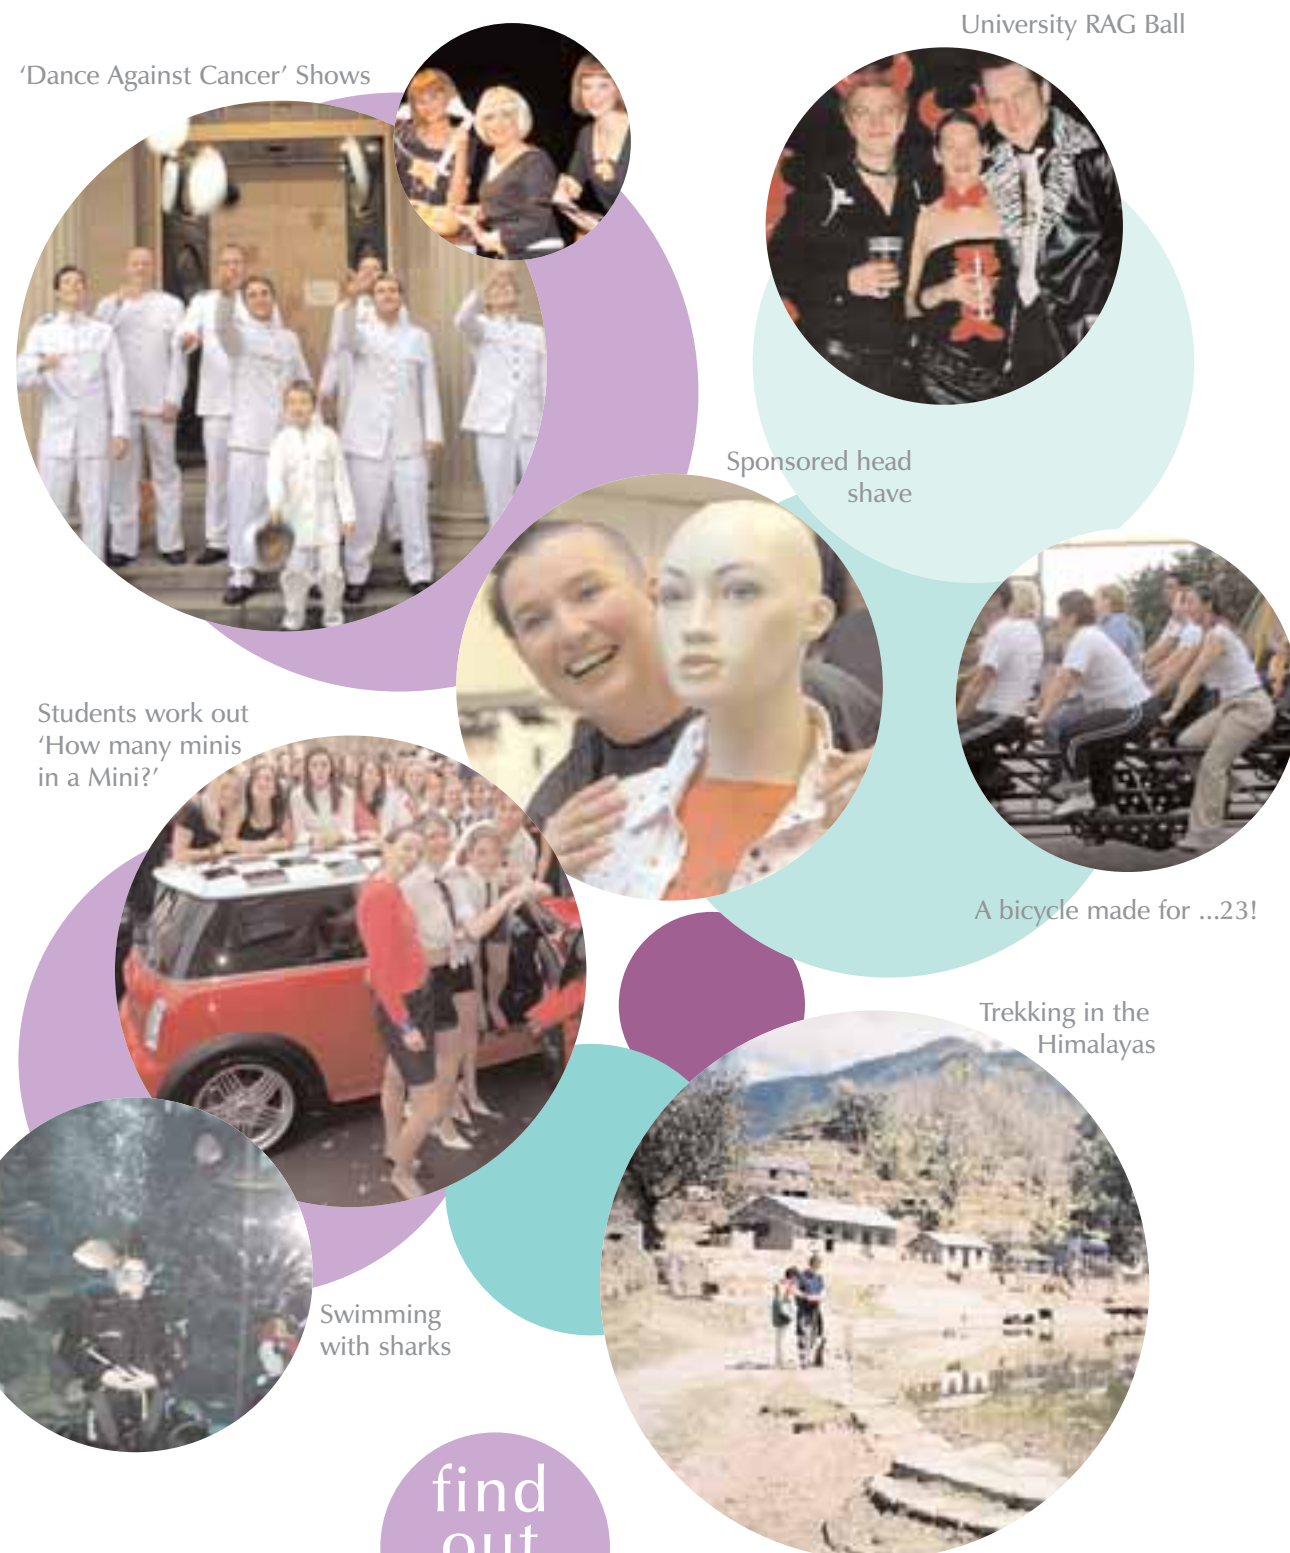 University RAG Ball
‘Dance Against Cancer’ Shows
Sponsored head
shave
Students work out
‘How many minis
in a Mini?’
A bicycle made for ...23!
Trekking in the
Himalayas
Swimming
with sharks
find
out